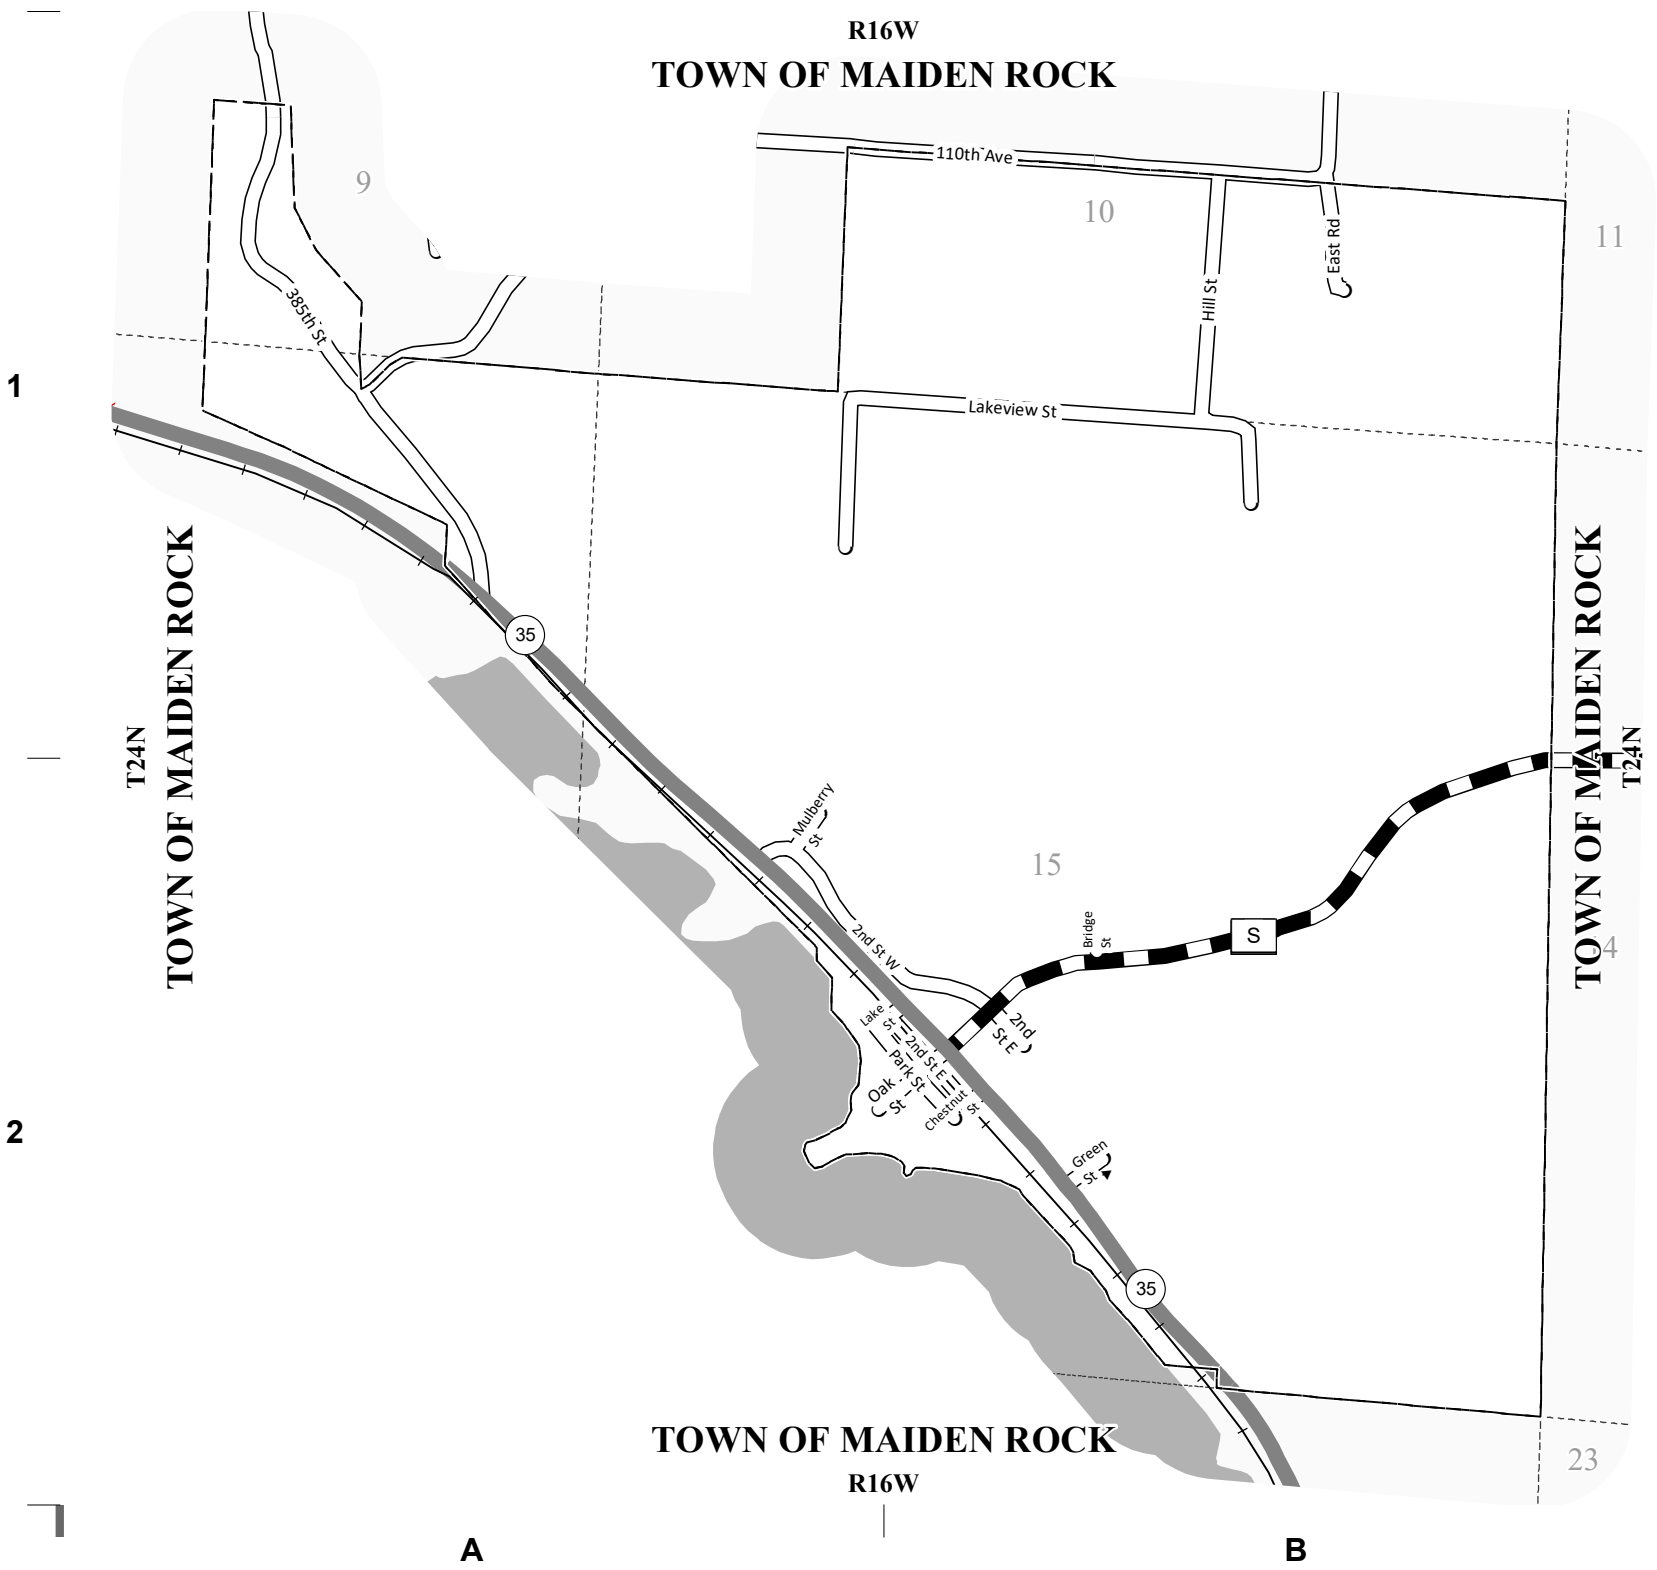 R16W
TOWN OF MAIDEN ROCK
110th Ave
9
10
11
East Rd
Hill St
385th St
1
Lakeview St
TOWN OF MAIDEN ROCK
T24N
TOWN OF MAIDEN ROCK
T24N
35
Mulberry
St
15
Bridge
St
S
4
2nd St W
Lake
St
2nd
St E
2nd St E
Park St
Oak
St
Chestnut
St
2
Green
St
35
TOWN OF MAIDEN ROCK
R16W
23
A
B